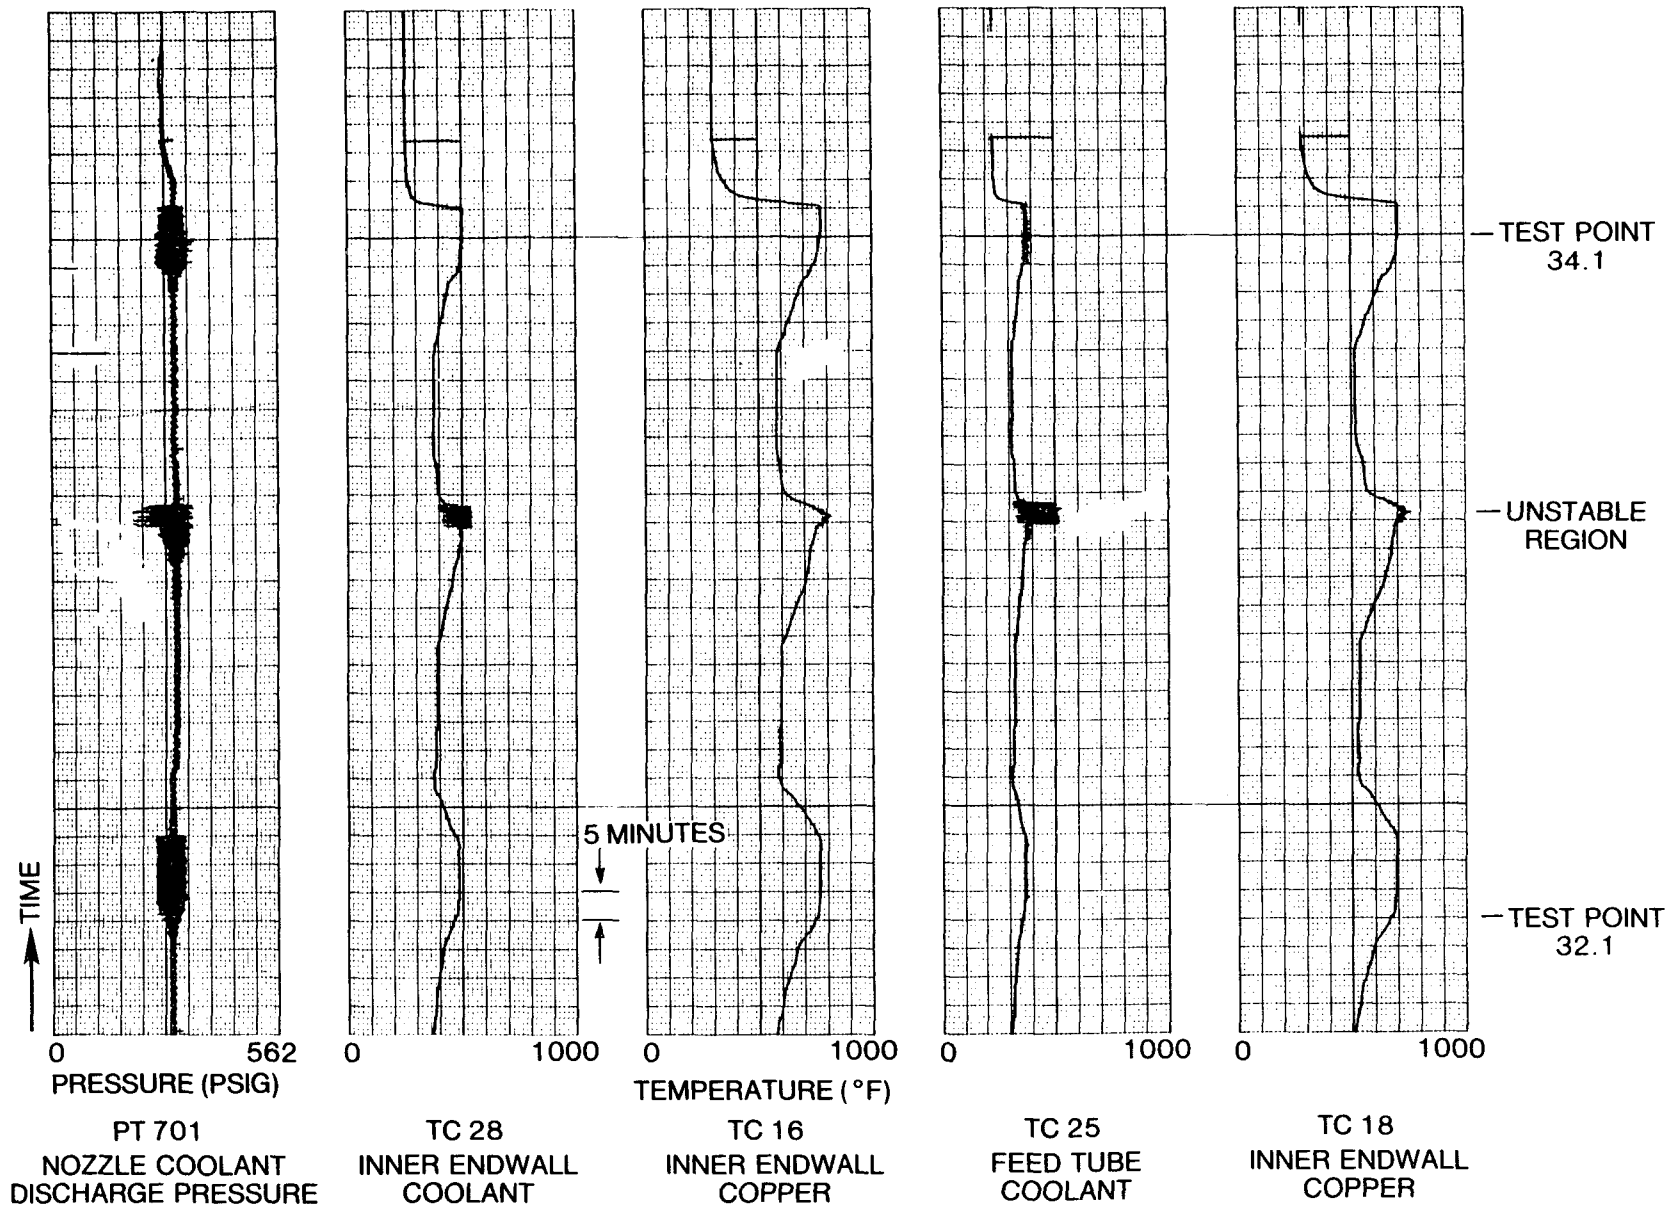 TEST POINT
34.1
UNSTABLE
REGION
5 MINUTES
TIME
TEST POINT
32.1
0 562
PRESSURE (PSIG)
0 1000
0 1000
TEMPERATURE (°F)
0 1000
0 1000
PT 701
NOZZLE COOLANT
DISCHARGE PRESSURE
TC 28
INNER ENDWALL
COOLANT
TC 16
INNER ENDWALL
COPPER
TC 25
FEED TUBE
COOLANT
TC 18
INNER ENDWALL
COPPER